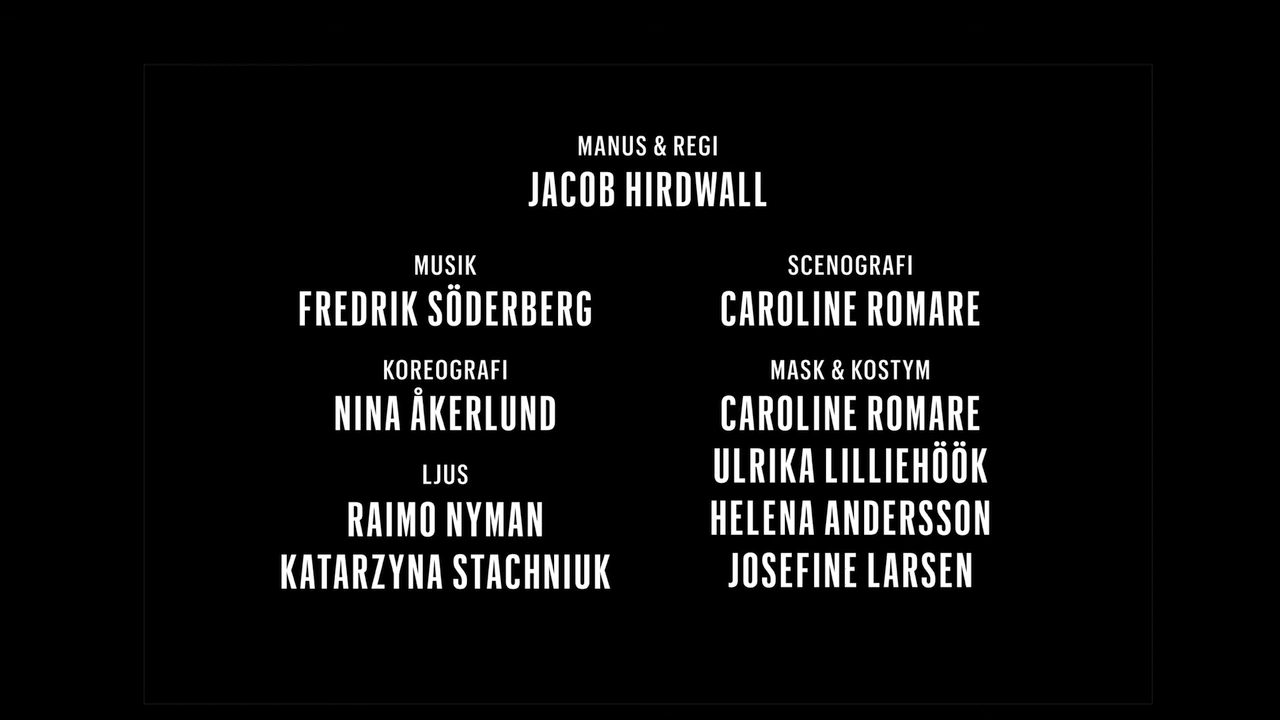 MANUS & REGI
JACOB HIRDWALL
MUSIK
FREDRIK SÖDERBERG
KOREOGRAFI
NINA ÅKERLUND
LJUS
RAIMO NYMAN
KATARZYNA STACHNIUK
SCENOGRAFI
CAROLINE ROMARE
MASK & KOSTYM
CAROLINE ROMARE
ULRIKA LILLIEHÖÖK
HELENA ANDERSSON
JOSEFINE LARSEN